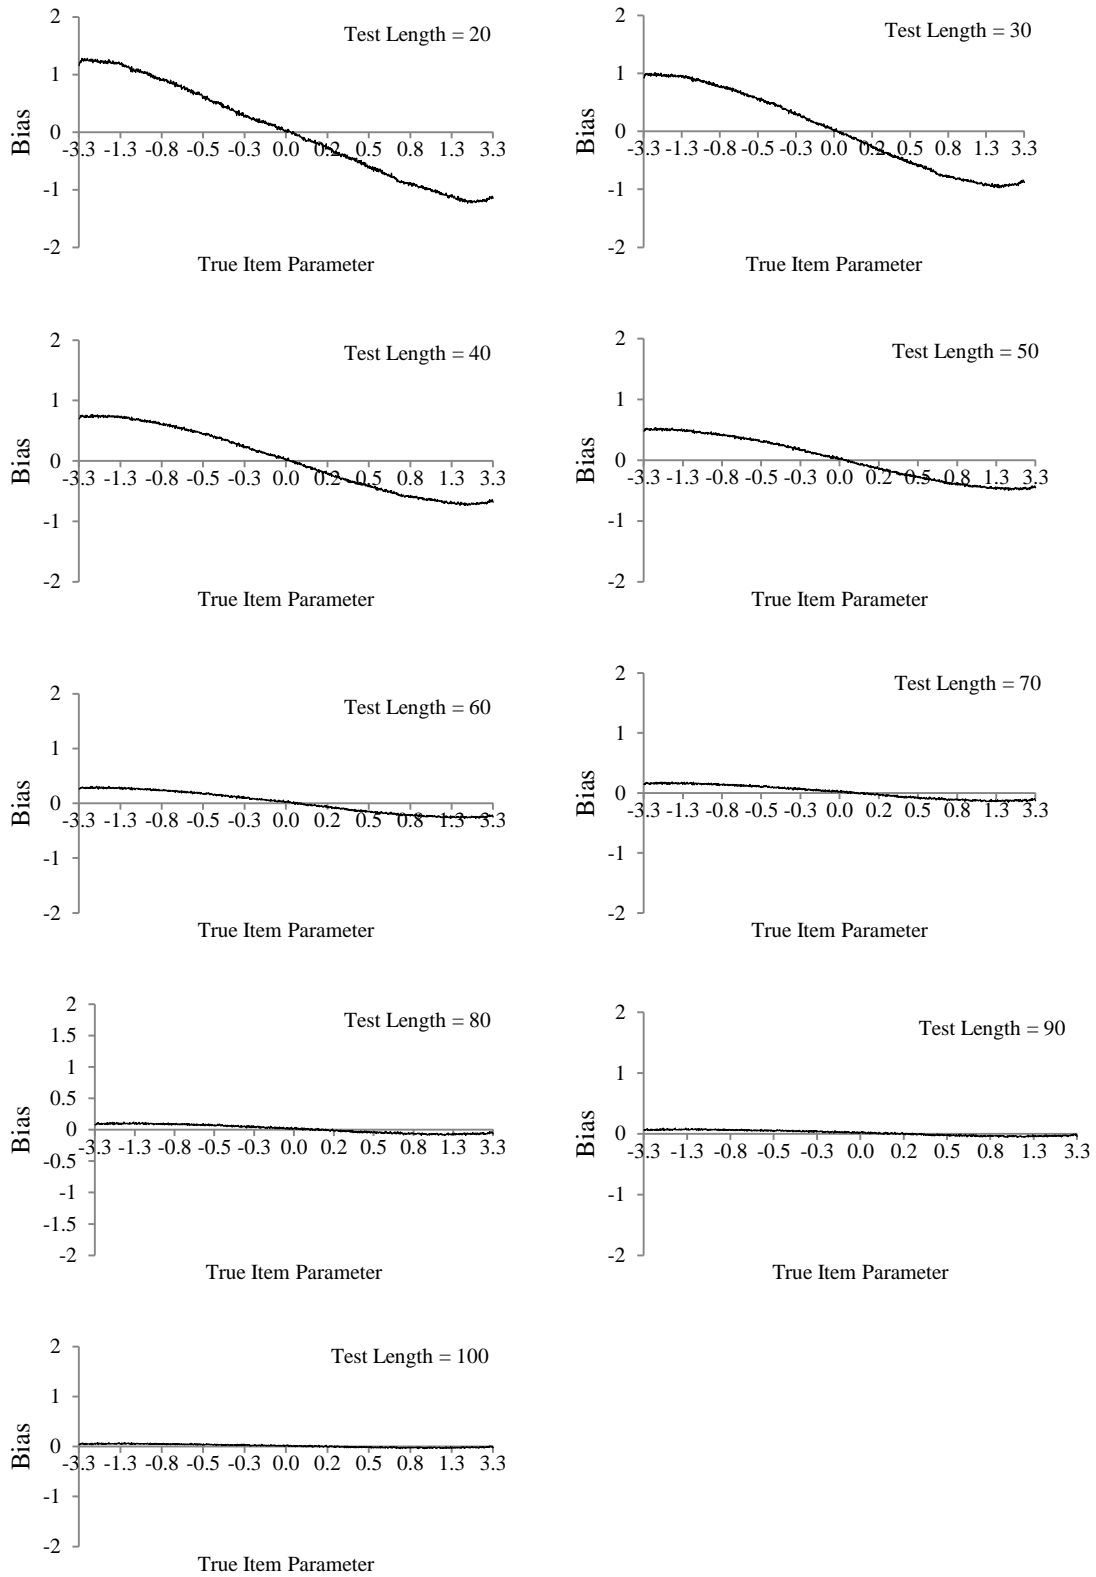 Test Length = 20
2
1
0
-1
-2
Bias
-3.3 -1.3 -0.8 -0.5 -0.3 0.0 0.2 0.5 0.8 1.3 3.3
True Item Parameter
Test Length = 30
2
1
0
-1
-2
Bias
-3.3 -1.3 -0.8 -0.5 -0.3 0.0 0.2 0.5 0.8 1.3 3.3
True Item Parameter
Test Length = 40
2
1
0
-1
-2
Bias
-3.3 -1.3 -0.8 -0.5 -0.3 0.0 0.2 0.5 0.8 1.3 3.3
True Item Parameter
Test Length = 50
2
1
0
-1
-2
Bias
-3.3 -1.3 -0.8 -0.5 -0.3 0.0 0.2 0.5 0.8 1.3 3.3
True Item Parameter
Test Length = 60
2
1
0
-1
-2
Bias
-3.3 -1.3 -0.8 -0.5 -0.3 0.0 0.2 0.5 0.8 1.3 3.3
True Item Parameter
Test Length = 70
2
1
0
-1
-2
Bias
-3.3 -1.3 -0.8 -0.5 -0.3 0.0 0.2 0.5 0.8 1.3 3.3
True Item Parameter
Test Length = 80
2
1.5
1
0.5
0
-0.5
-1
-1.5
-2
Bias
-3.3 -1.3 -0.8 -0.5 -0.3 0.0 0.2 0.5 0.8 1.3 3.3
True Item Parameter
Test Length = 90
2
1
0
-1
-2
Bias
-3.3 -1.3 -0.8 -0.5 -0.3 0.0 0.2 0.5 0.8 1.3 3.3
True Item Parameter
Test Length = 100
2
1
0
-1
-2
Bias
-3.3 -1.3 -0.8 -0.5 -0.3 0.0 0.2 0.5 0.8 1.3 3.3
True Item Parameter